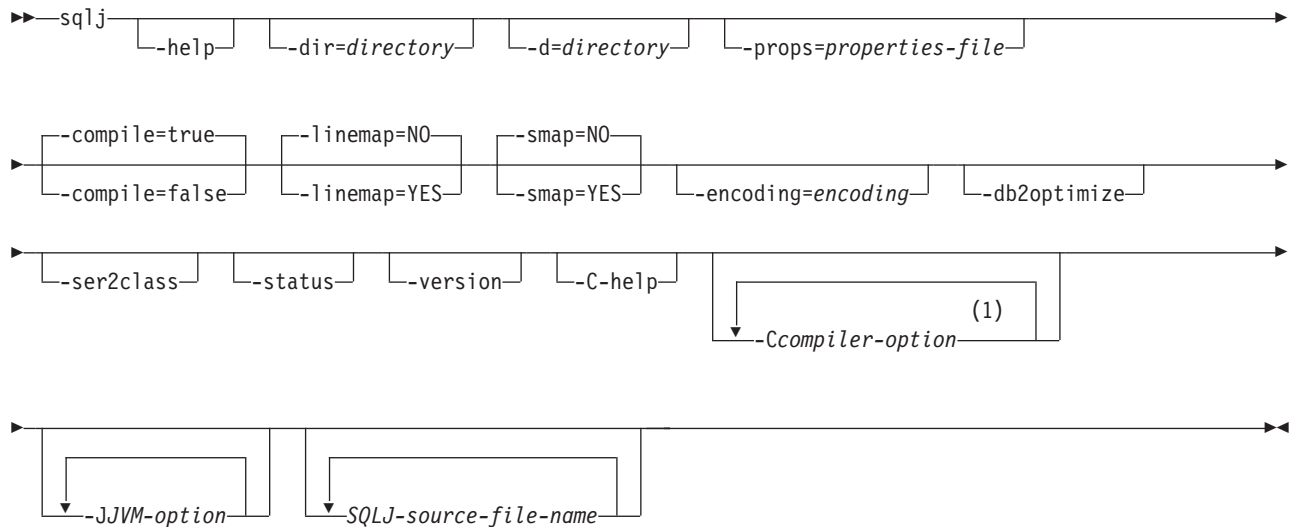 sqlj
-help
-dir=directory
-d=directory
-props=properties-file
-compile=true
-compile=false
-linemap=NO
-linemap=YES
-smap=NO
-smap=YES
-encoding=encoding
-db2optimize
-ser2class
-status
-version
-C-help
(1)
-Ccompiler-option
-JJVM-option
SQLJ-source-file-name